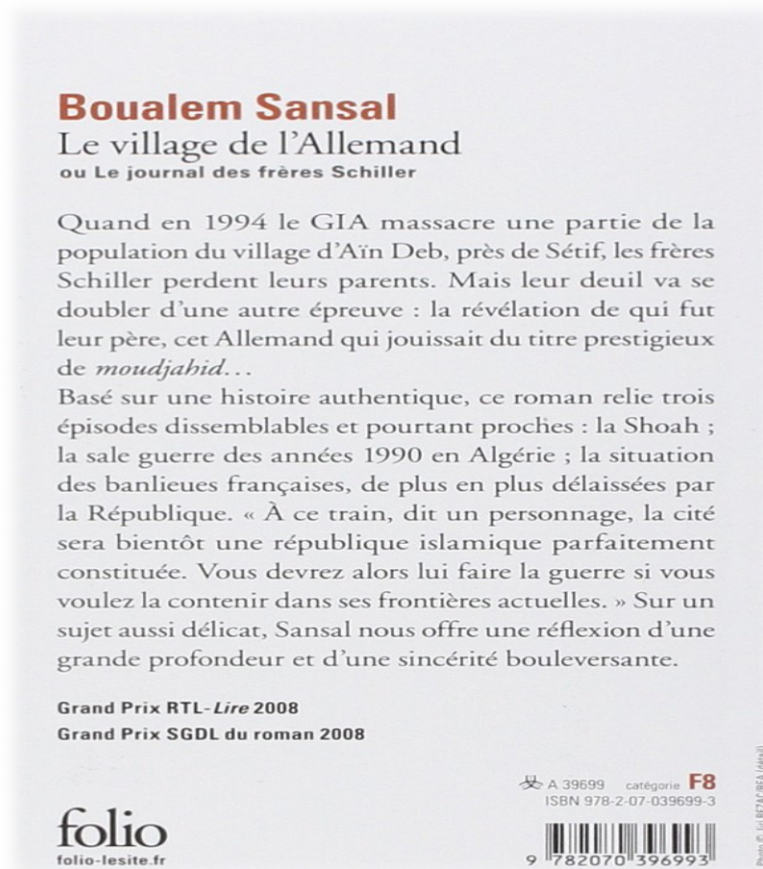 Boualem Sansal
Le village de l'Allemand
ou Le journal des frères Schiller
Quand en 1994 le GIA massacre une partie de la
population du village d'Aïn Deb, près de Sétif, les frères
Schiller perdent leurs parents. Mais leur deuil va se
doubler d'une autre épreuve : la révélation de qui fut
leur père, cet Allemand qui jouissait du titre prestigieux
de moudjahid...
Basé sur une histoire authentique, ce roman relie trois
épisodes dissemblables et pourtant proches : la Shoah ;
la sale guerre des années 1990 en Algérie ; la situation
des banlieues françaises, de plus en plus délaissées par
la République. « À ce train, dit un personnage, la cité
sera bientôt une république islamique parfaitement
constituée. Vous devrez alors lui faire la guerre si vous
voulez la contenir dans ses frontières actuelles. » Sur un
sujet aussi délicat, Sansal nous offre une réflexion d'une
grande profondeur et d'une sincérité bouleversante.
Grand Prix RTL-Lire 2008
Grand Prix SGDL du roman 2008
A 39699 catégorie F8
ISBN 978-2-07-039699-3
folio
folio-lesite.fr
9 782070 396993
Photo ©
(détail)